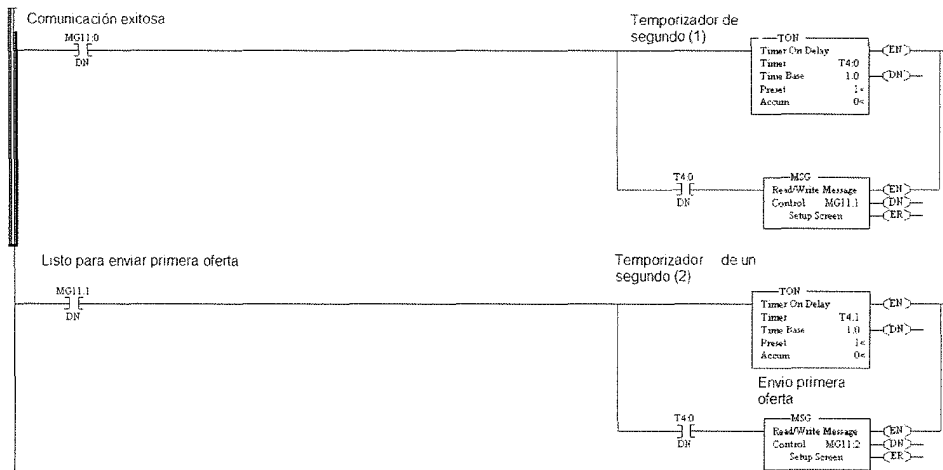 Comunicación exitosa
MG11:0
DN
Temporizador de
segundo (1)
TON
Timer On Delay
Timer T4:0
Time Base 1.0
Preset 1<
Accum 0<
EN
DN
T4:0
DN
MSG
Read/Write Message
Control MG11:1
Setup Screen
EN
DN
ER
Listo para enviar primera oferta
MG11:1
DN
Temporizador de un
segundo (2)
TON
Timer On Delay
Timer T4:1
Time Base 1.0
Preset 1<
Accum 0<
EN
DN
Envio primera
oferta
T4:0
DN
MSG
Read/Write Message
Control MG11:2
Setup Screen
EN
DN
ER